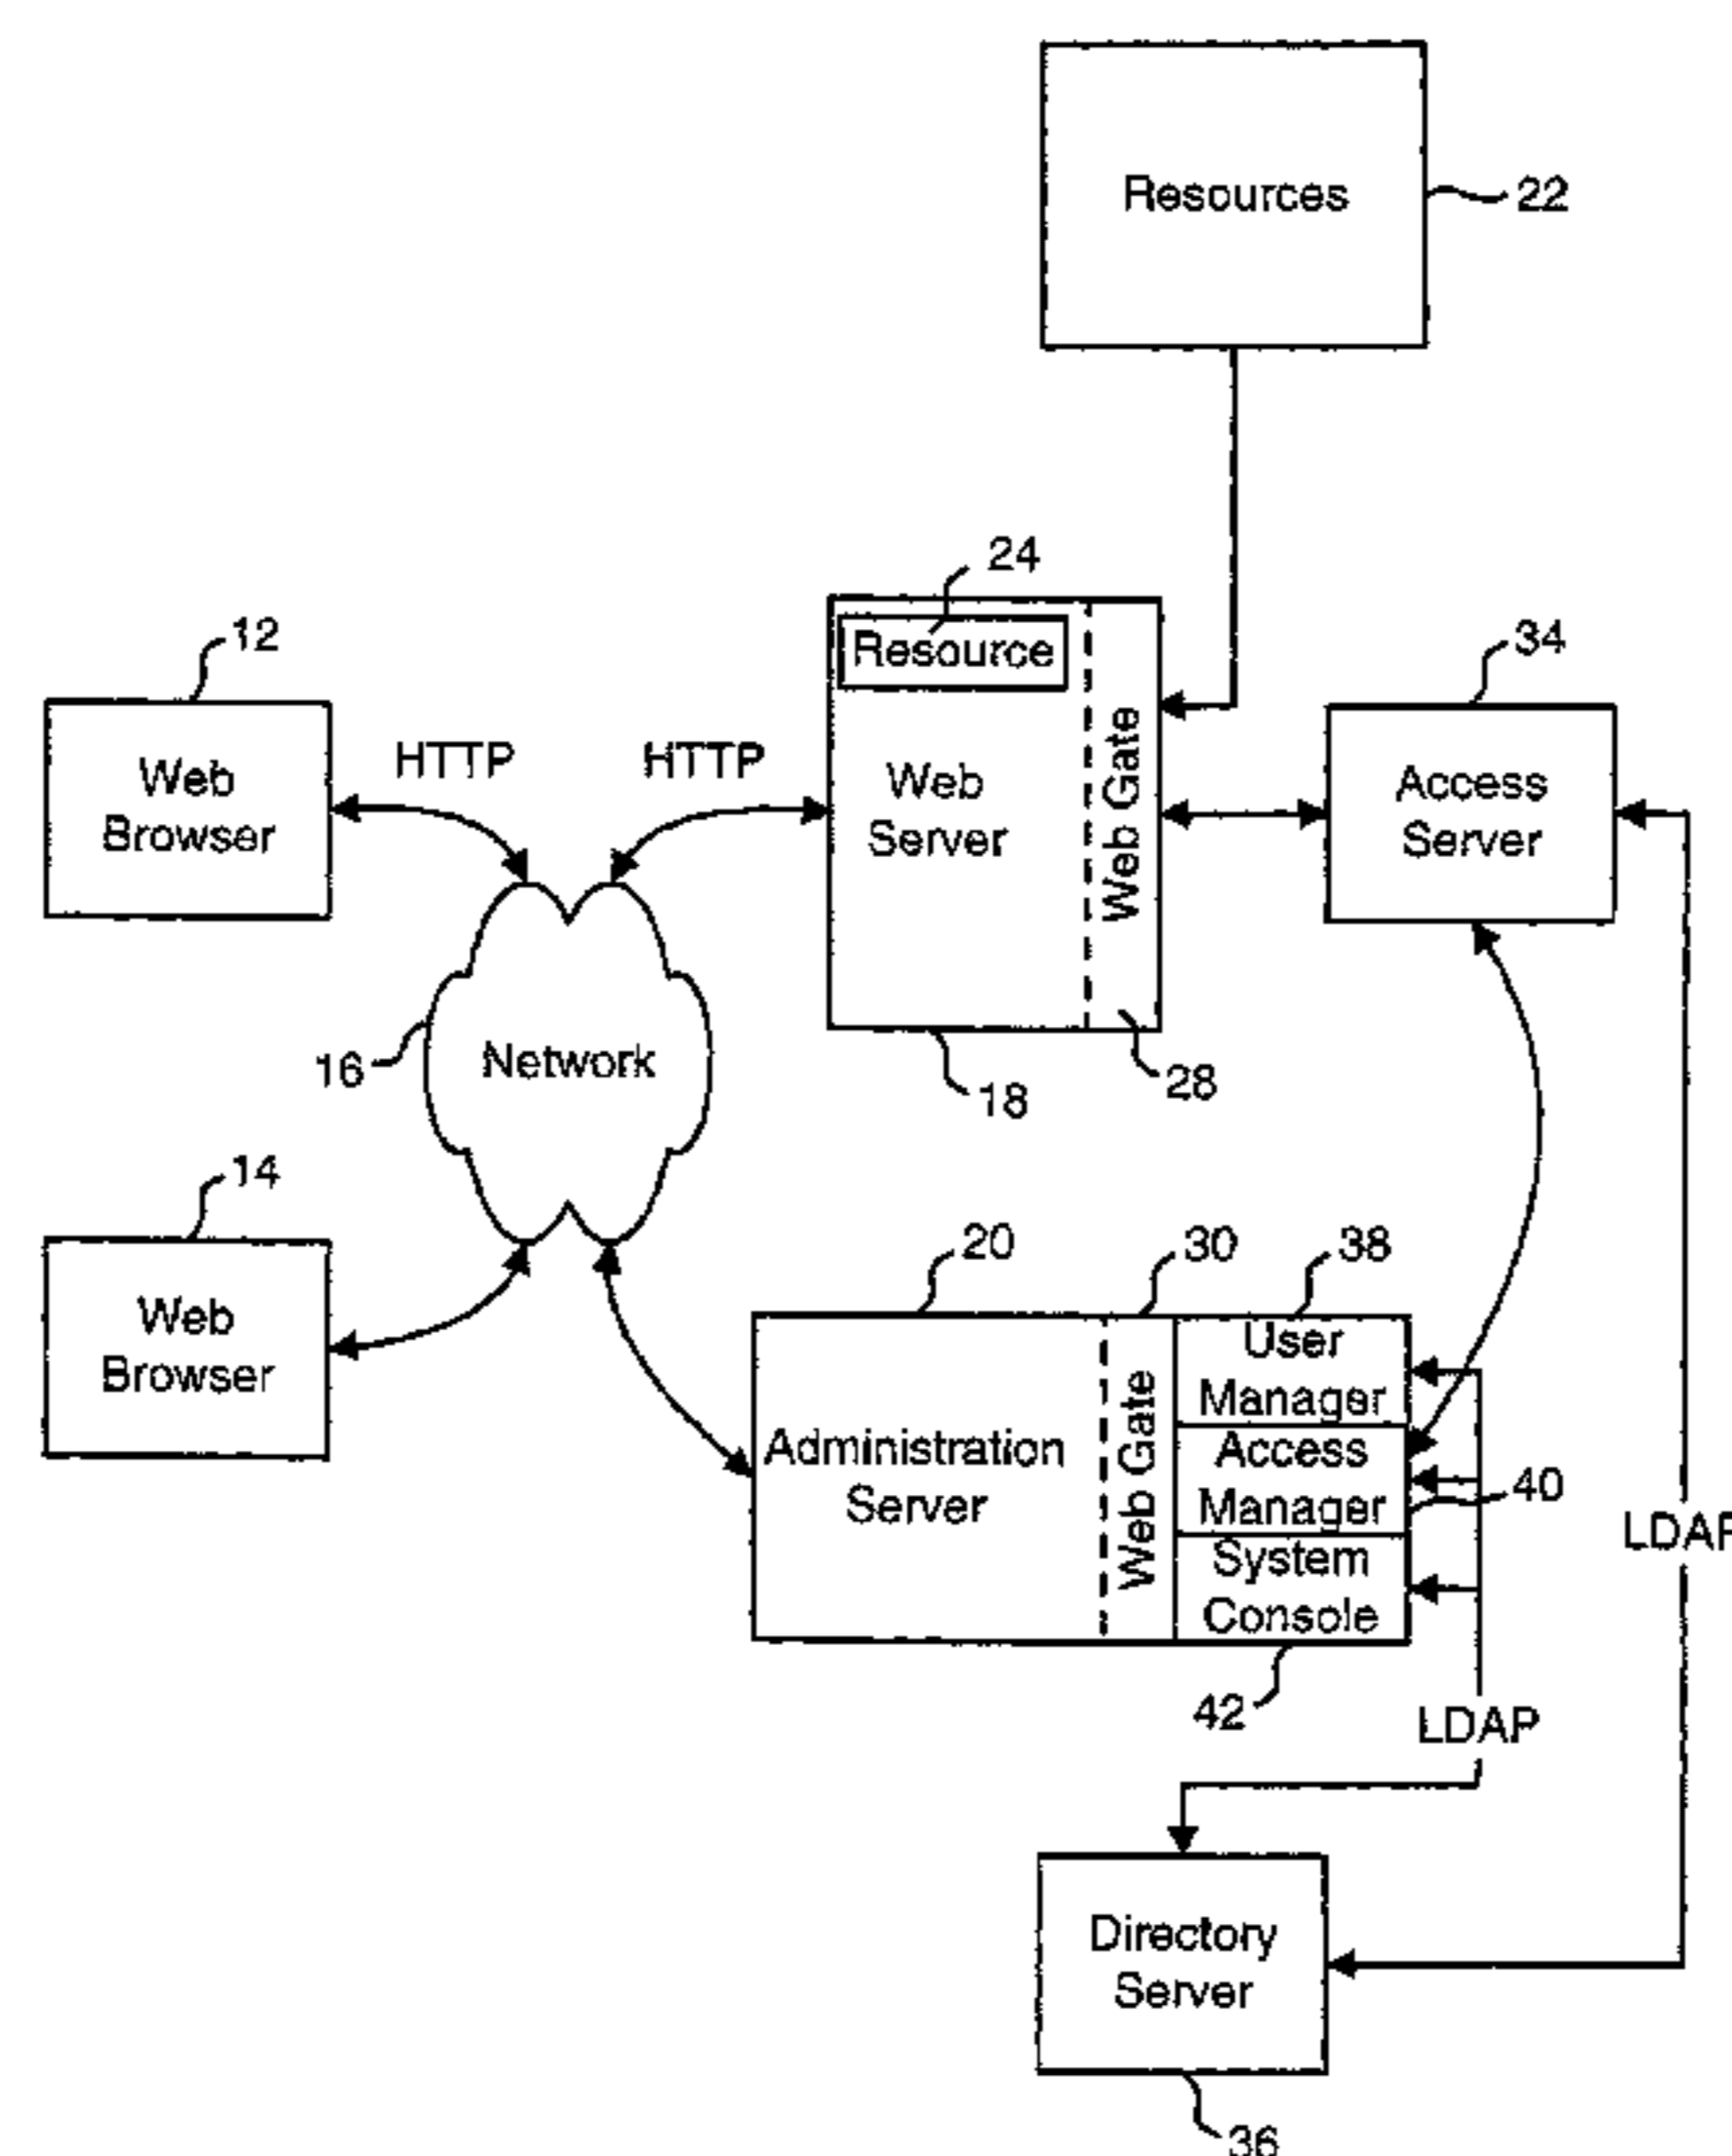 Resources
22
24
Resource
12
34
Web
Browser
HTTP
HTTP
Web
Server
Web Gate
Access
Server
16
Network
18
28
14
Web
Browser
20
30
38
Administration
Server
Web Gate
User
Manager
Access
Manager
40
System
Console
LDAP
42
LDAP
Directory
Server
36